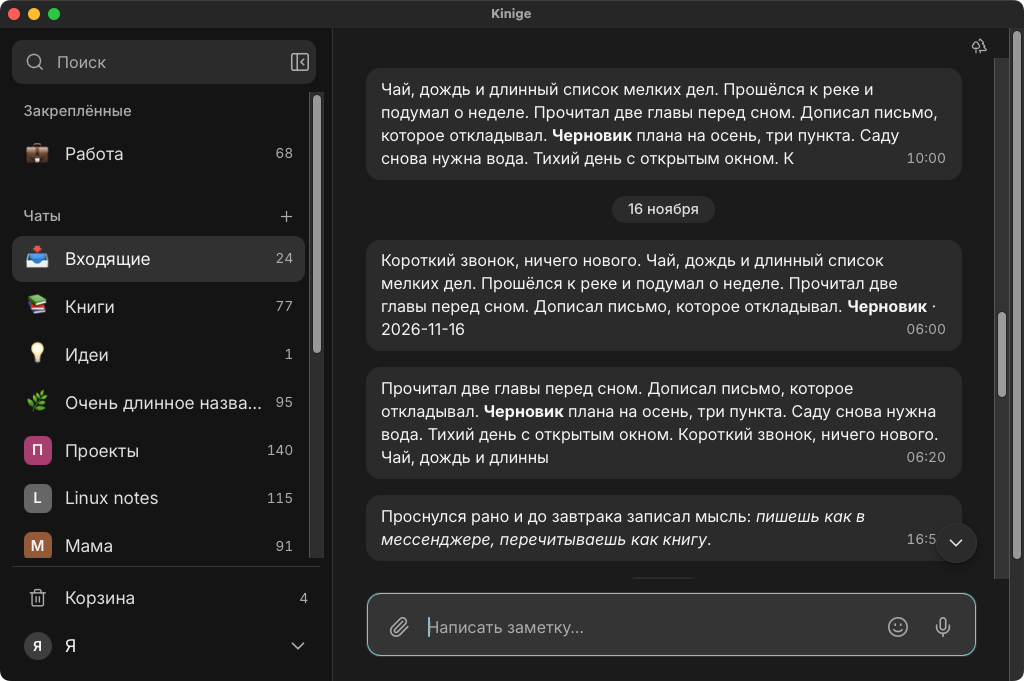 Kinige
Поиск
Закреплённые
Работа 68
Чаты
Входящие 24
Книги 77
Идеи 1
Очень длинное назва... 95
П Проекты 140
L Linux notes 115
М Мама 91
Корзина 4
Я Я
Чай, дождь и длинный список мелких дел. Прошёлся к реке и
подумал о неделе. Прочитал две главы перед сном. Дописал письмо,
которое откладывал. Черновик плана на осень, три пункта. Саду
снова нужна вода. Тихий день с открытым окном. К 10:00
16 ноября
Короткий звонок, ничего нового. Чай, дождь и длинный список
мелких дел. Прошёлся к реке и подумал о неделе. Прочитал две
главы перед сном. Дописал письмо, которое откладывал. Черновик ·
2026-11-16 06:00
Прочитал две главы перед сном. Дописал письмо, которое
откладывал. Черновик плана на осень, три пункта. Саду снова нужна
вода. Тихий день с открытым окном. Короткий звонок, ничего нового.
Чай, дождь и длинны 06:20
Проснулся рано и до завтрака записал мысль: пишешь как в
мессенджере, перечитываешь как книгу. 16:5
Написать заметку...